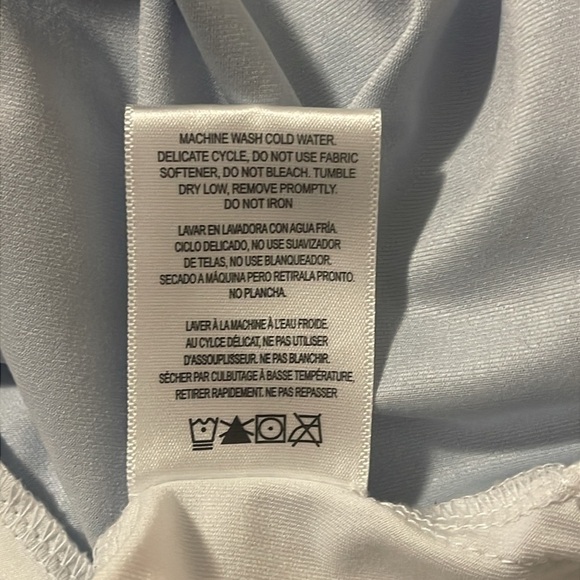 MACHINE WASH COLD WATER.
DELICATE CYCLE, DO NOT USE FABRIC
SOFTENER, DO NOT BLEACH. TUMBLE
DRY LOW, REMOVE PROMPTLY.
DO NOT IRON
LAVAR EN LAVADORA CON AGUA FRÍA.
CICLO DELICADO, NO USE SUAVIZADOR
DE TELAS, NO USE BLANQUEADOR.
SECADO A MÁQUINA PERO RETIRALA PRONTO.
NO PLANCHA.
LAVER À LA MACHINE À L'EAU FROIDE.
AU CYLCE DÉLICAT, NE PAS UTILISER
D'ASSOUPLISSEUR. NE PAS BLANCHIR.
SÉCHER PAR CULBUTAGE À BASSE TEMPÉRATURE,
RETIRER RAPIDEMENT. NE PAS REPASSER